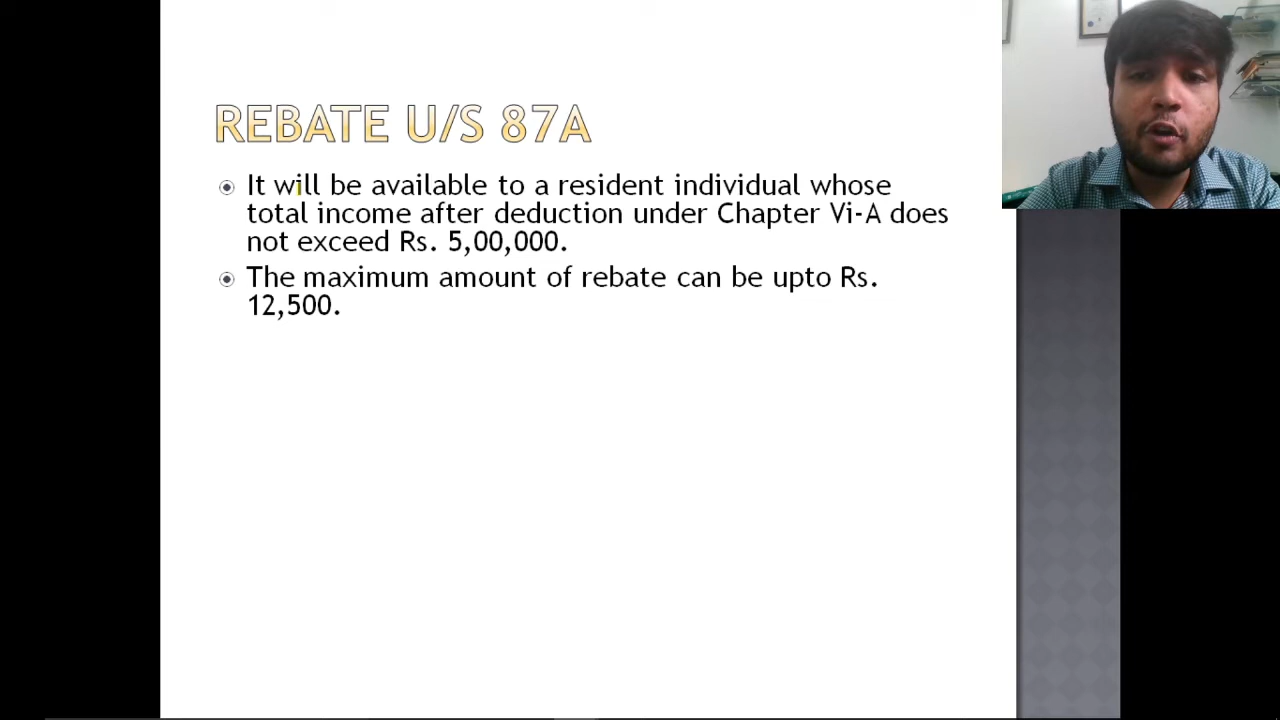 REBATE U/S 87A
It will be available to a resident individual whose
total income after deduction under Chapter Vi-A does
not exceed Rs. 5,00,000.
The maximum amount of rebate can be upto Rs.
12,500.